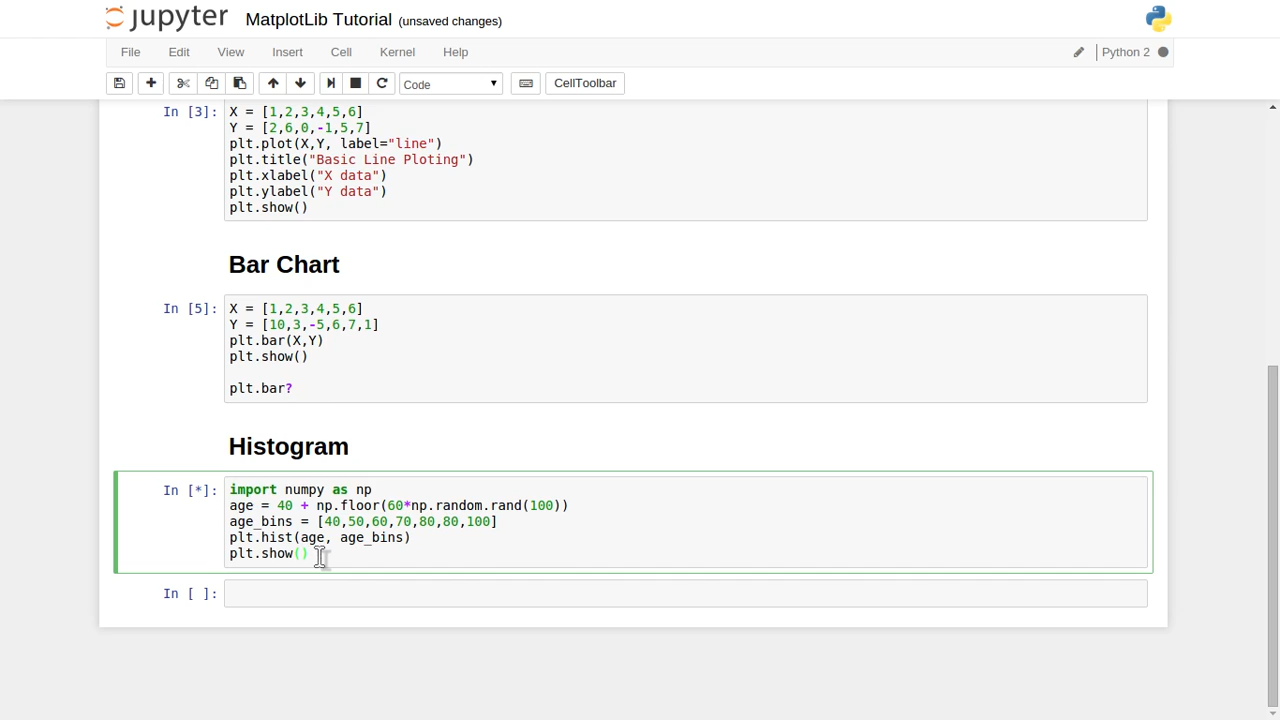 jupyter MatplotLib Tutorial (unsaved changes)
File Edit View Insert Cell Kernel Help Python 2
Code CellToolbar
In [3]: X = [1,2,3,4,5,6]
Y = [2,6,0,-1,5,7]
plt.plot(X,Y, label="line")
plt.title("Basic Line Ploting")
plt.xlabel("X data")
plt.ylabel("Y data")
plt.show()
Bar Chart
In [5]: X = [1,2,3,4,5,6]
Y = [10,3,-5,6,7,1]
plt.bar(X,Y)
plt.show()
plt.bar?
Histogram
In [*]: import numpy as np
age = 40 + np.floor(60*np.random.rand(100))
age_bins = [40,50,60,70,80,80,100]
plt.hist(age, age_bins)
plt.show()
In [ ]: